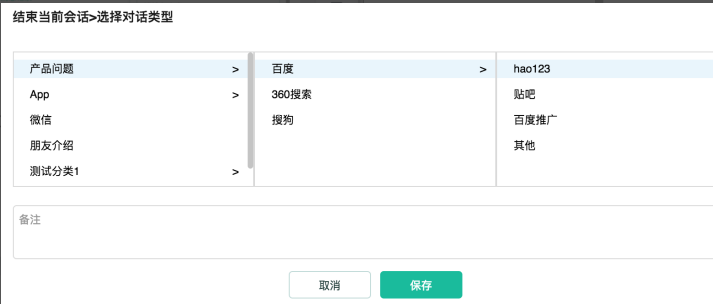 结束当前会话>选择对话类型
产品问题 > 百度 > hao123
App > 360搜索 贴吧
微信 搜狗 百度推广
朋友介绍 其他
测试分类1 >
备注
取消 保存